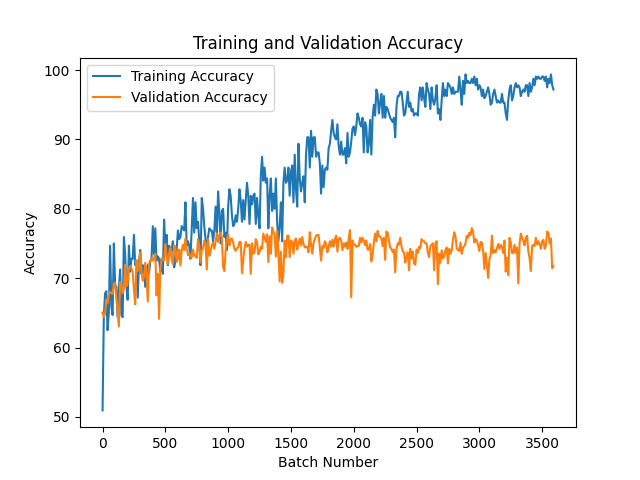 Training and Validation Accuracy
Training Accuracy
Validation Accuracy
100
90
80
70
60
50
Accuracy
0 500 1000 1500 2000 2500 3000 3500
Batch Number